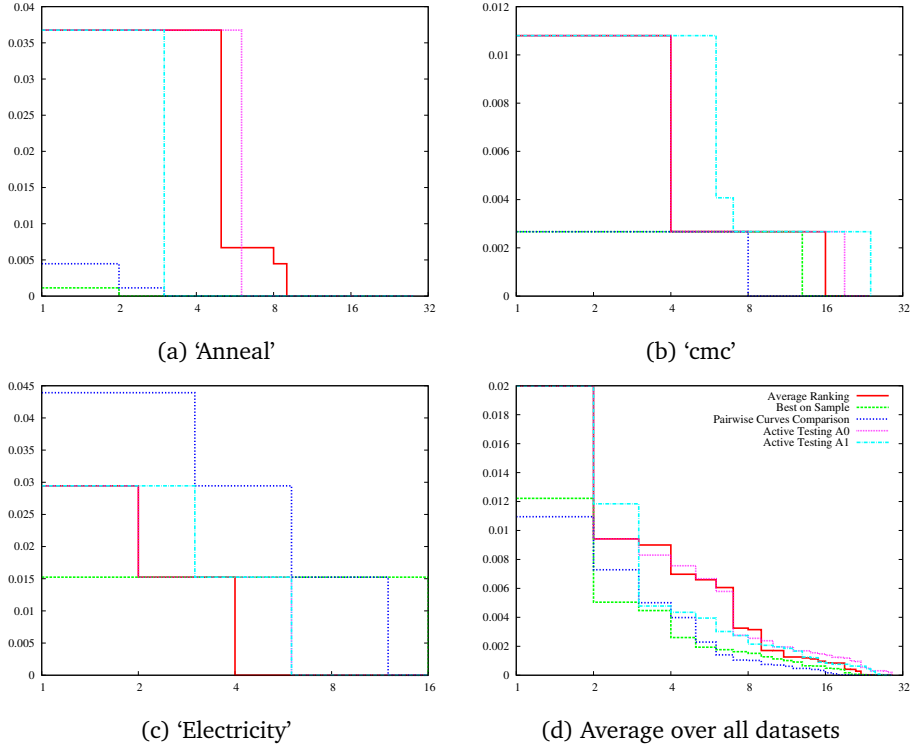 0.04
0.035
0.03
0.025
0.02
0.015
0.01
0.005
0
1 2 4 8 16 32
(a) ‘Anneal’
0.012
0.01
0.008
0.006
0.004
0.002
0
1 2 4 8 16 32
(b) ‘cmc’
0.045
0.04
0.035
0.03
0.025
0.02
0.015
0.01
0.005
0
1 2 4 8 16
(c) ‘Electricity’
0.02
0.018
0.016
0.014
0.012
0.01
0.008
0.006
0.004
0.002
0
1 2 4 8 16 32
Average Ranking
Best on Sample
Pairwise Curves Comparison
Active Testing A0
Active Testing A1
(d) Average over all datasets